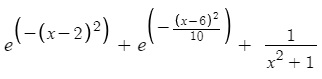 e^(-(x-2)^2) + e^(-(x-6)^2/10) + 1/(x^2+1)